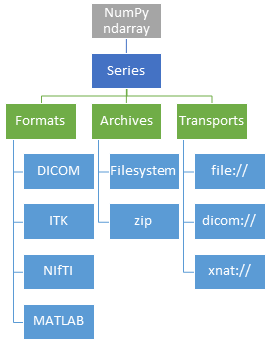 NumPy
ndarray
Series
Formats
Archives
Transports
DICOM
Filesystem
file://
ITK
zip
dicom://
NIfTI
xnat://
MATLAB